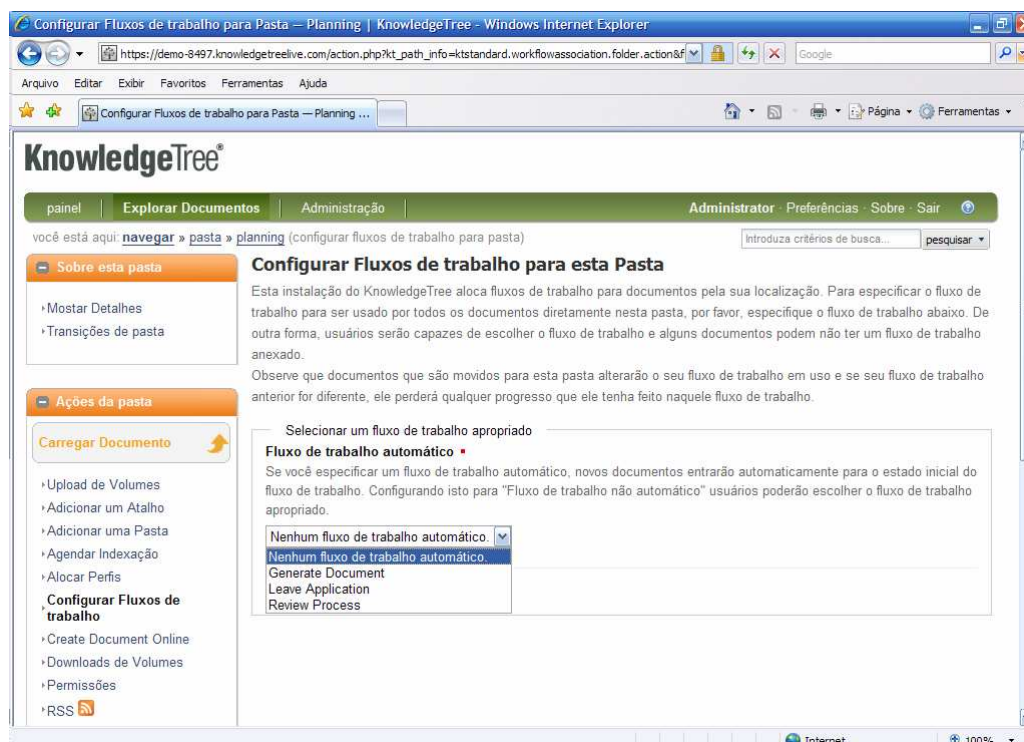 Configurar Fluxos de trabalho para Pasta — Planning | KnowledgeTree - Windows Internet Explorer
https://demo-8497.knowledgetreelive.com/action.php?kt_path_info=ktstandard.workflowassociation.folder.action&f
Google
Arquivo Editar Exibir Favoritos Ferramentas Ajuda
Configurar Fluxos de trabalho para Pasta — Planning ...
Página Ferramentas
KnowledgeTree®
painel | Explorar Documentos | Administração |
Administrator · Preferências · Sobre · Sair
você está aqui: navegar » pasta » planning (configurar fluxos de trabalho para pasta)
Introduza critérios de busca...
pesquisar
Sobre esta pasta
Mostar Detalhes
Transições de pasta
Ações da pasta
Carregar Documento
Upload de Volumes
Adicionar um Atalho
Adicionar uma Pasta
Agendar Indexação
Alocar Perfis
Configurar Fluxos de
trabalho
Create Document Online
Downloads de Volumes
Permissões
RSS
Configurar Fluxos de trabalho para esta Pasta
Esta instalação do KnowledgeTree aloca fluxos de trabalho para documentos pela sua localização. Para especificar o fluxo de
trabalho para ser usado por todos os documentos diretamente nesta pasta, por favor, especifique o fluxo de trabalho abaixo. De
outra forma, usuários serão capazes de escolher o fluxo de trabalho e alguns documentos podem não ter um fluxo de trabalho
anexado.
Observe que documentos que são movidos para esta pasta alterarão o seu fluxo de trabalho em uso e se seu fluxo de trabalho
anterior for diferente, ele perderá qualquer progresso que ele tenha feito naquele fluxo de trabalho.
Selecionar um fluxo de trabalho apropriado
Fluxo de trabalho automático
Se você especificar um fluxo de trabalho automático, novos documentos entrarão automaticamente para o estado inicial do
fluxo de trabalho. Configurando isto para "Fluxo de trabalho não automático" usuários poderão escolher o fluxo de trabalho
apropriado.
Nenhum fluxo de trabalho automático.
Nenhum fluxo de trabalho automático.
Generate Document
Leave Application
Review Process
Internet
100%